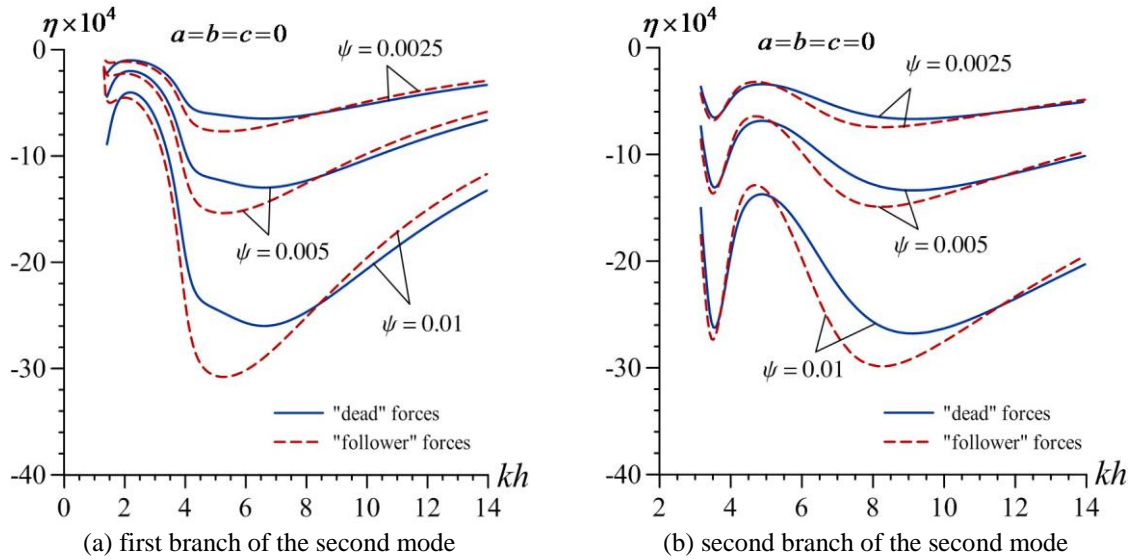 η×10⁴
a=b=c=0
ψ = 0.0025
0
-10
-20
-30
-40
ψ = 0.005
ψ = 0.01
"dead" forces
"follower" forces
0 2 4 6 8 10 12 14 kh
(a) first branch of the second mode
η×10⁴
a=b=c=0
ψ = 0.0025
0
-10
-20
-30
-40
ψ = 0.005
ψ = 0.01
"dead" forces
"follower" forces
2 4 6 8 10 12 14 kh
(b) second branch of the second mode